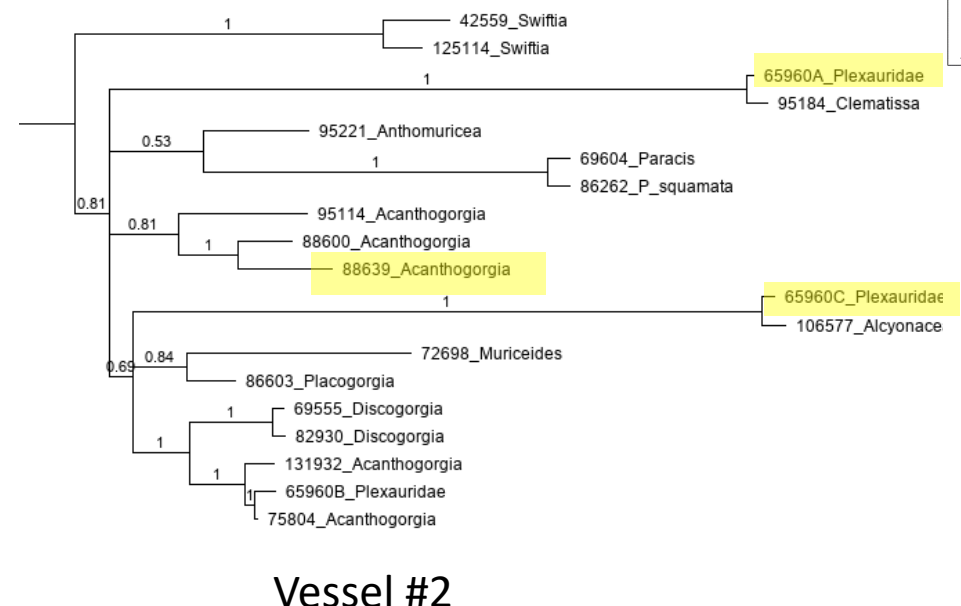 1
42559_Swiftia
125114_Swiftia
1
65960A_Plexauridae
95184_Clematissa
95221_Anthomuricea
0.53
1
69604_Paracis
86262_P_squamata
0.81
0.81
95114_Acanthogorgia
1
88600_Acanthogorgia
88639_Acanthogorgia
1
65960C_Plexauridae
106577_Alcyonace
0.69
0.84
72698_Muriceides
86603_Placogorgia
1
69555_Discogorgia
82930_Discogorgia
1
1
131932_Acanthogorgia
1
65960B_Plexauridae
75804_Acanthogorgia
Vessel #2